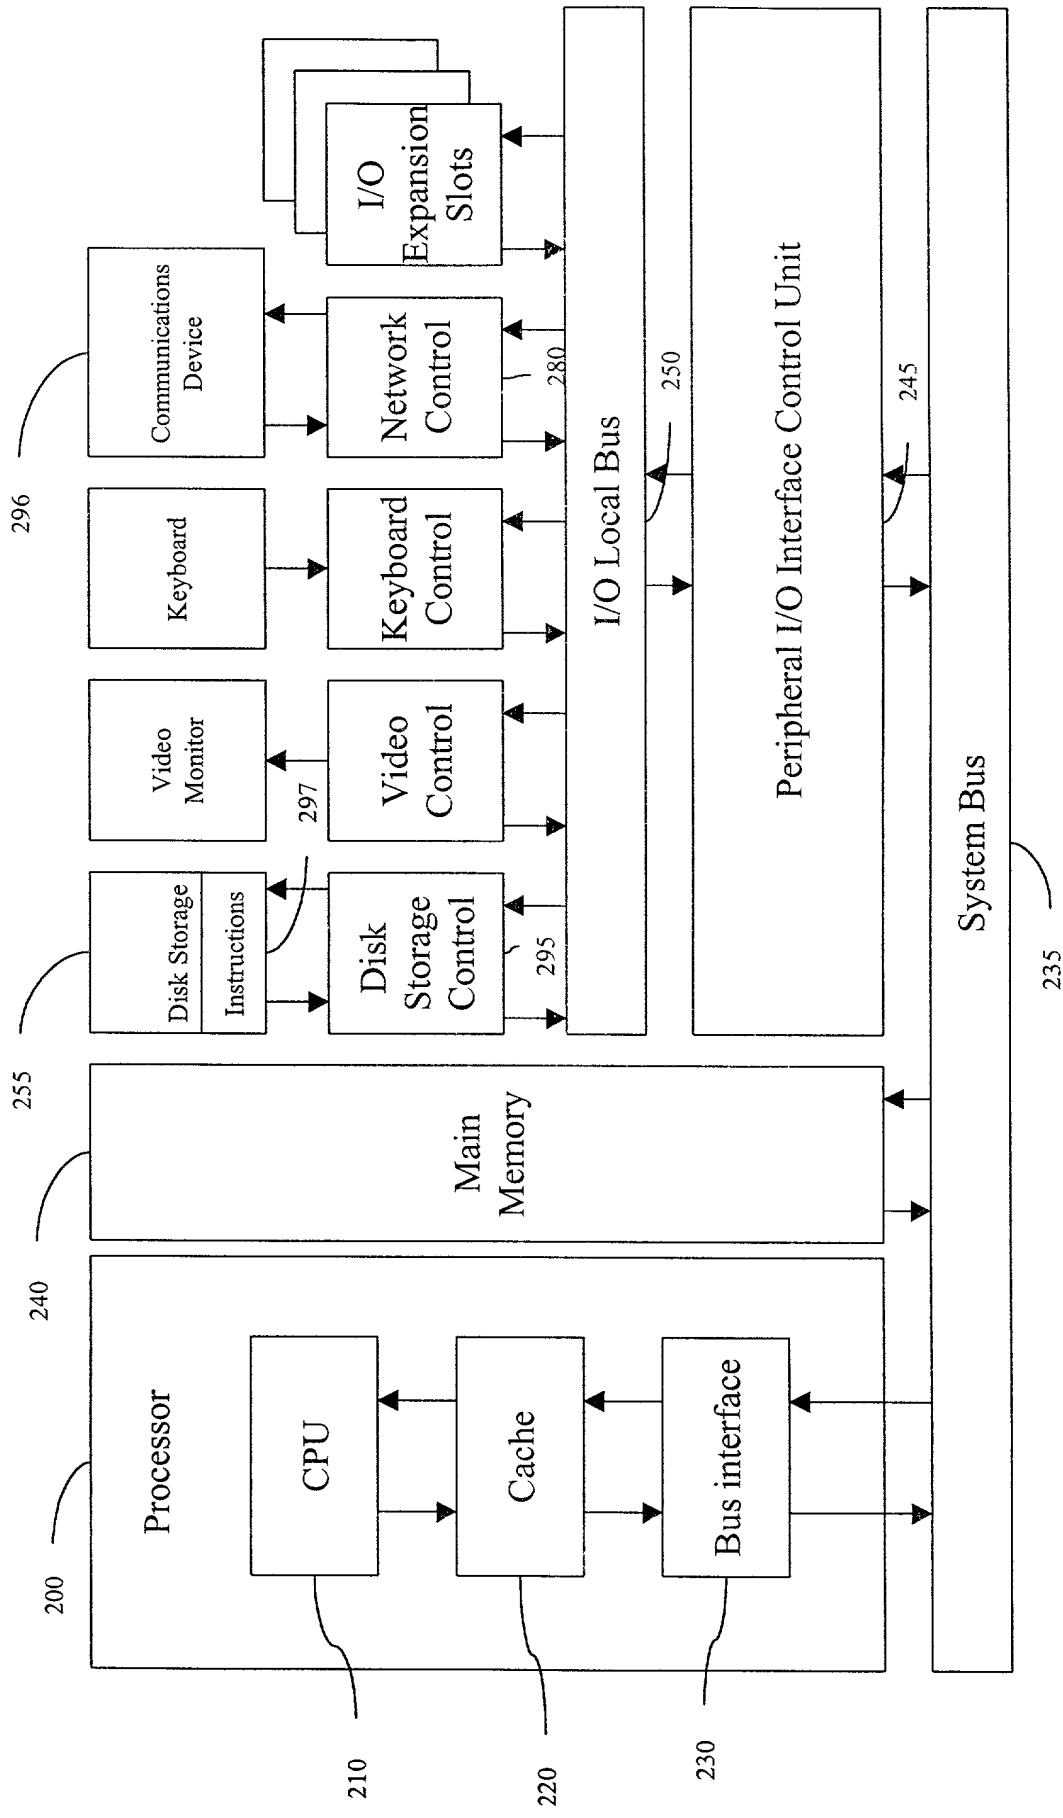 200
240
255
296
Processor
Disk Storage
Instructions
297
Video
Monitor
Keyboard
Communications
Device
210
CPU
Main
Memory
Disk
Storage
Control
295
Video
Control
Keyboard
Control
Network
Control
280
I/O
Expansion
Slots
220
Cache
I/O Local Bus
250
230
Bus interface
Peripheral I/O Interface Control Unit
245
System Bus
235